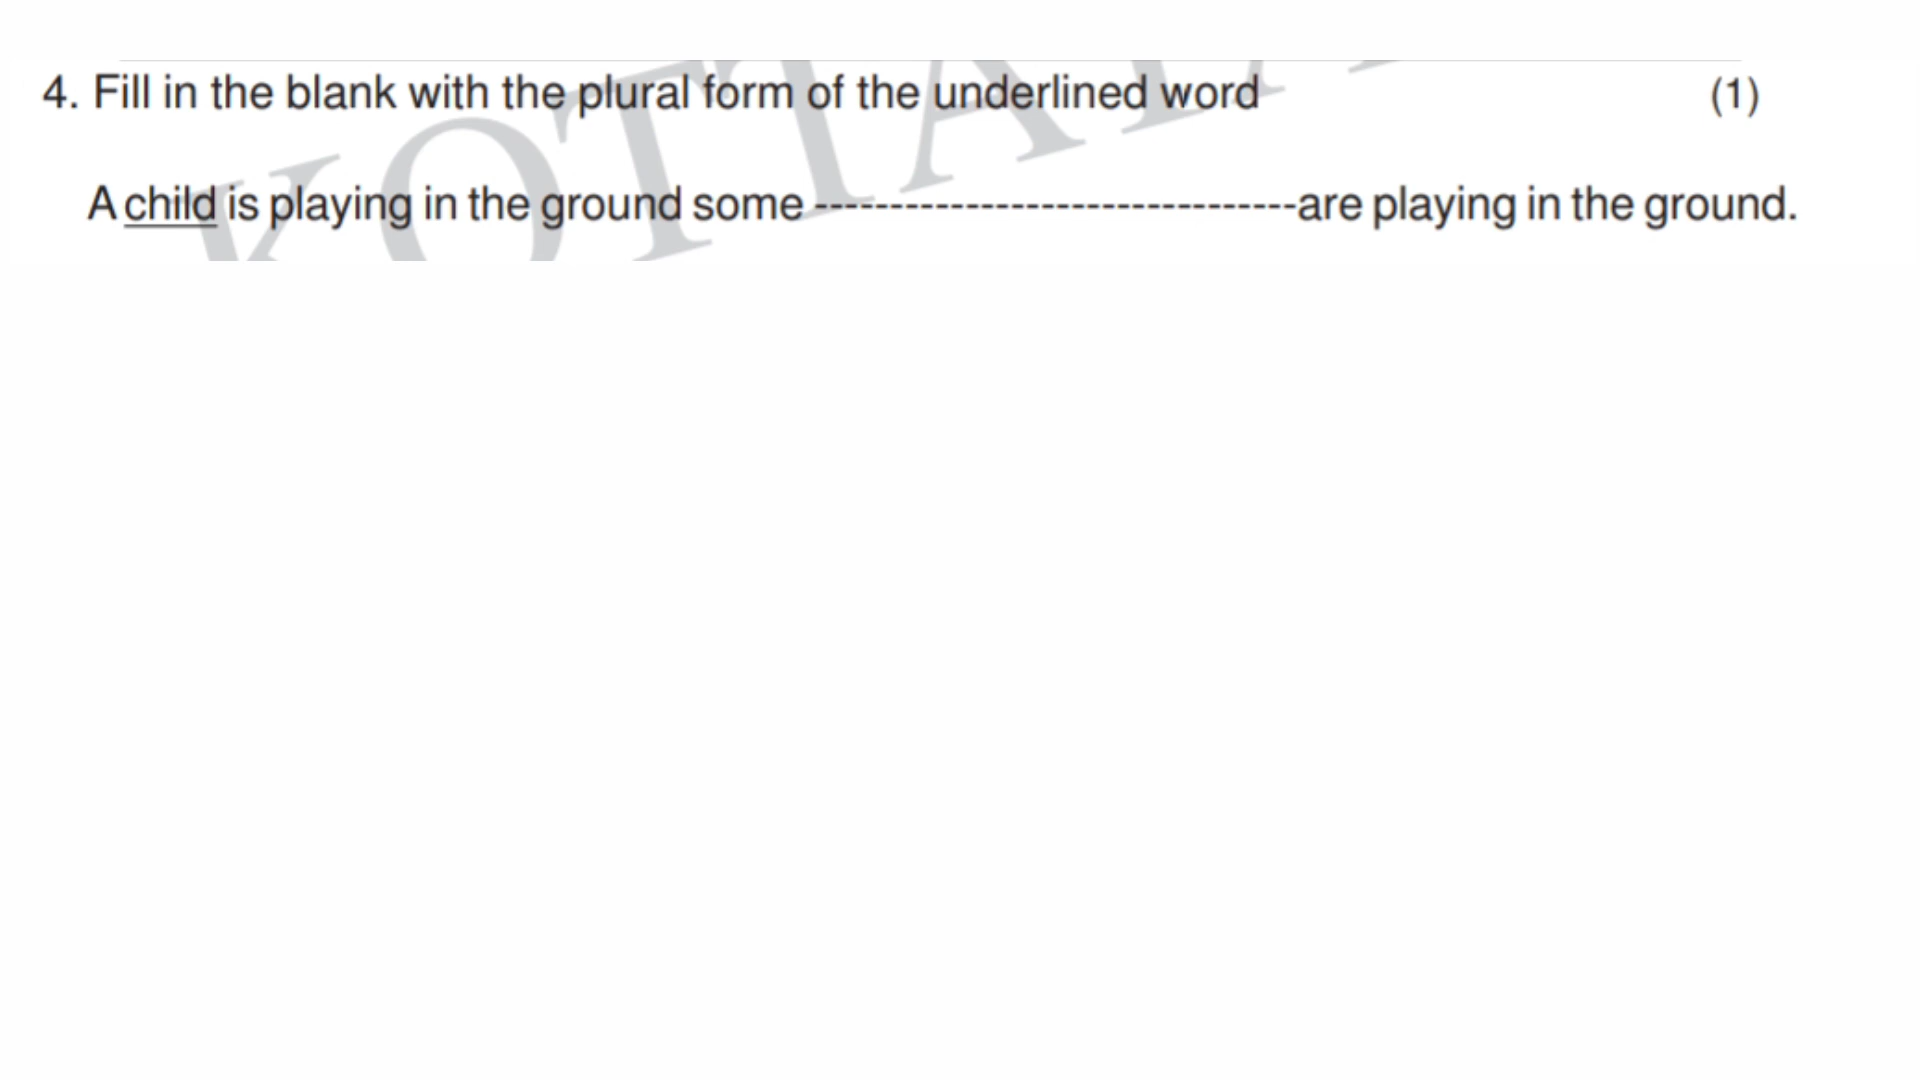 4. Fill in the blank with the plural form of the underlined word (1)
A child is playing in the ground some --------------------------------are playing in the ground.